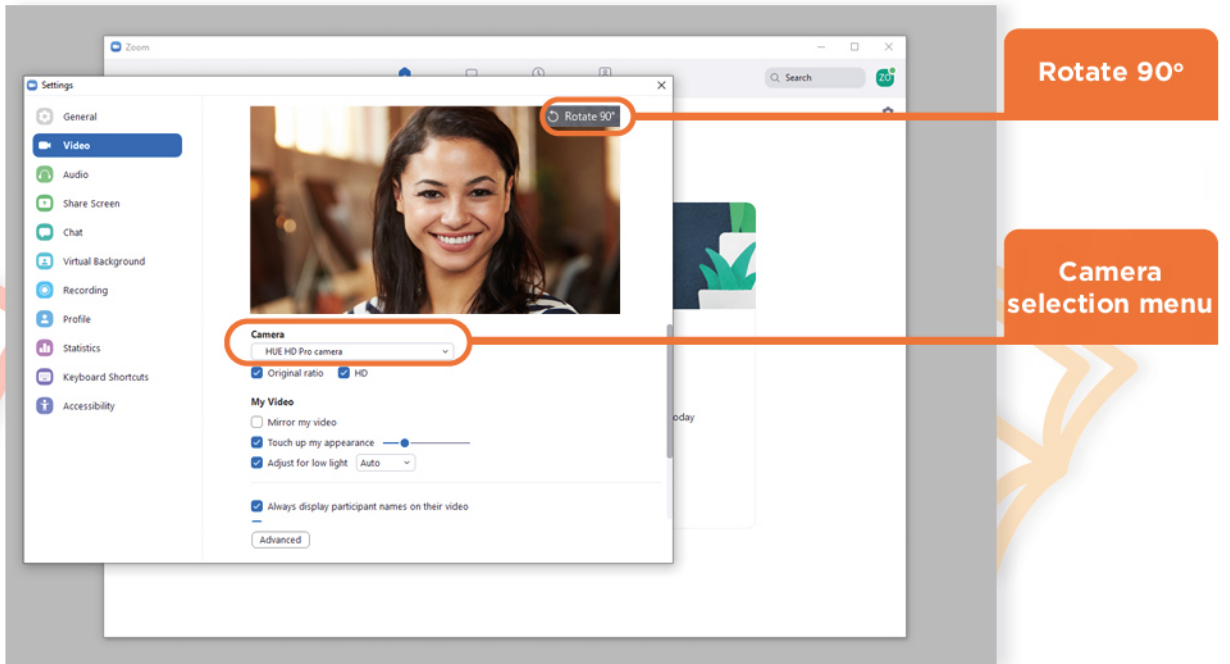 Zoom
Search
ZO
Settings
General
Video
Audio
Share Screen
Chat
Virtual Background
Recording
Profile
Statistics
Keyboard Shortcuts
Accessibility
Rotate 90°
Camera
HUE HD Pro camera
Original ratio HD
My Video
Mirror my video
Touch up my appearance
Adjust for low light Auto
Always display participant names on their video
Advanced
oday
Rotate 90°
Camera
selection menu